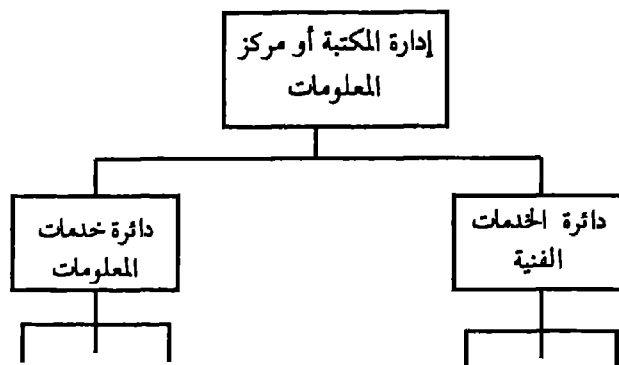 إدارة المكتبة أو مركز
المعلومات
دائرة الخدمات
الفنية
دائرة خدمات
المعلومات